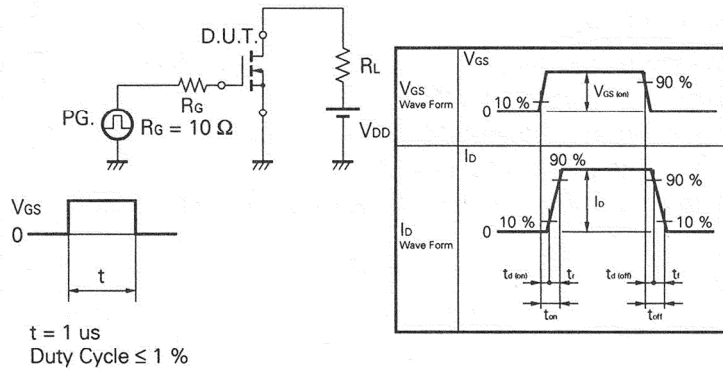 D.U.T.
RL
RG
PG.
RG = 10 Ω
VDD
VGS
0
t
t = 1 us
Duty Cycle ≤ 1 %
VGS
Wave Form
VGS
90 %
VGS (on)
10 %
0
ID
Wave Form
ID
90 %
90 %
ID
10 %
10 %
0
td (on)
tr
td (off)
tf
ton
toff